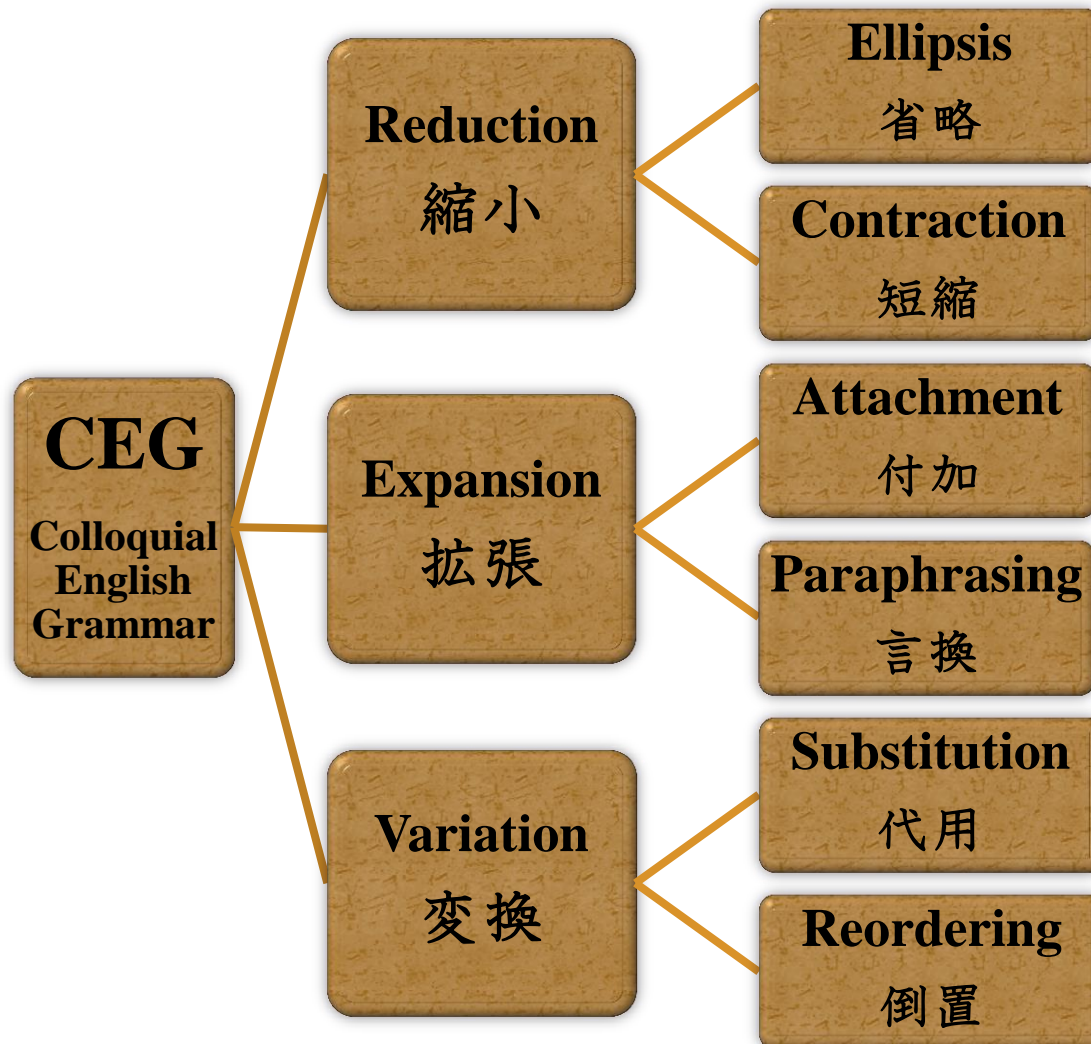 CEG
Colloquial
English
Grammar
Reduction
縮小
Ellipsis
省略
Contraction
短縮
Expansion
拡張
Attachment
付加
Paraphrasing
言換
Variation
変換
Substitution
代用
Reordering
倒置